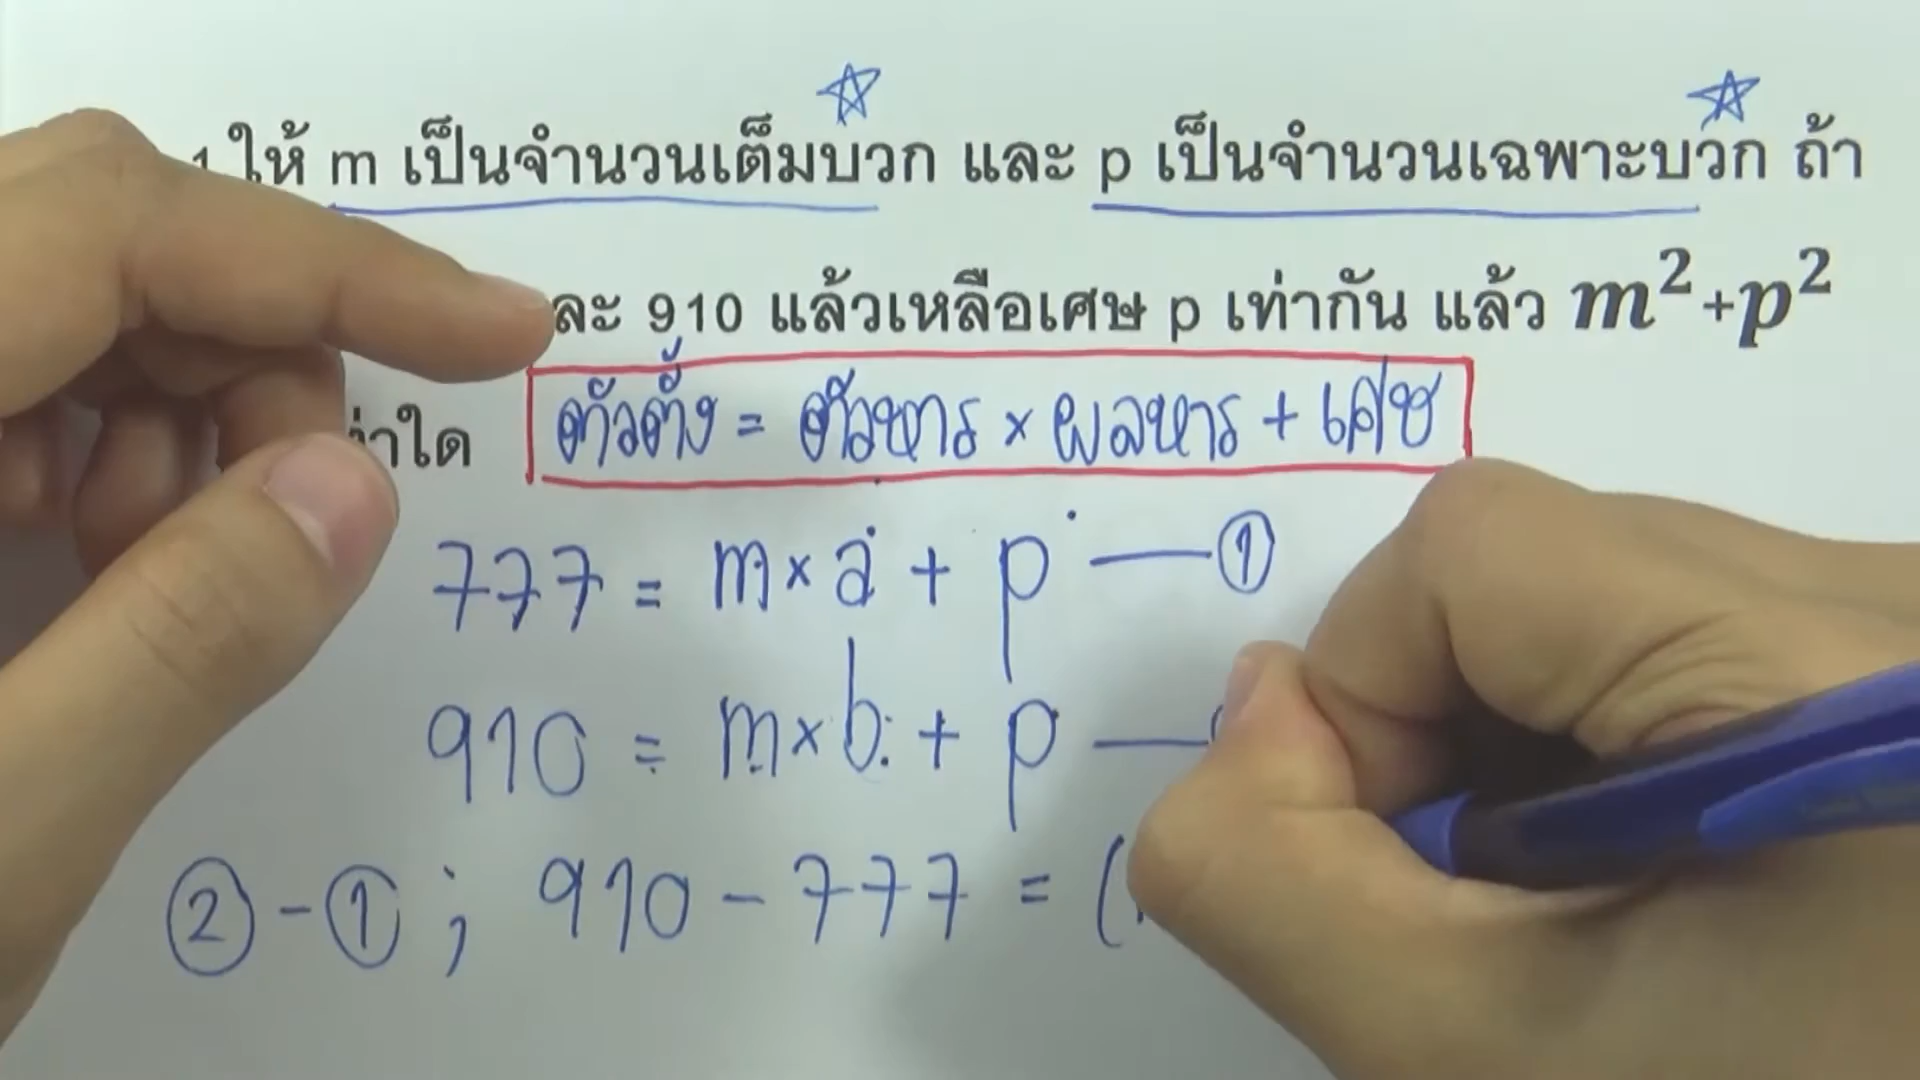 ให้ m เป็นจำนวนเต็มบวก และ p เป็นจำนวนเฉพาะบวก ถ้า
910 แล้วเหลือเศษ p เท่ากัน แล้ว m²+p²
ตัวตั้ง = ตัวหาร × ผลหาร + เศษ
777 = m × a + p — ①
910 = m × b + p —
② - ① ; 910 - 777 = (